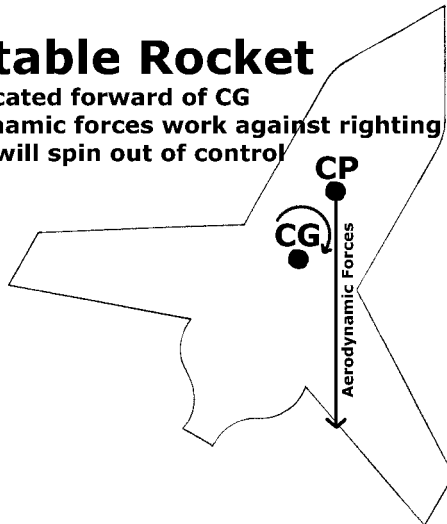 table Rocket
cated forward of CG
namic forces work against righting
will spin out of control
CP
CG
Aerodynamic Forces